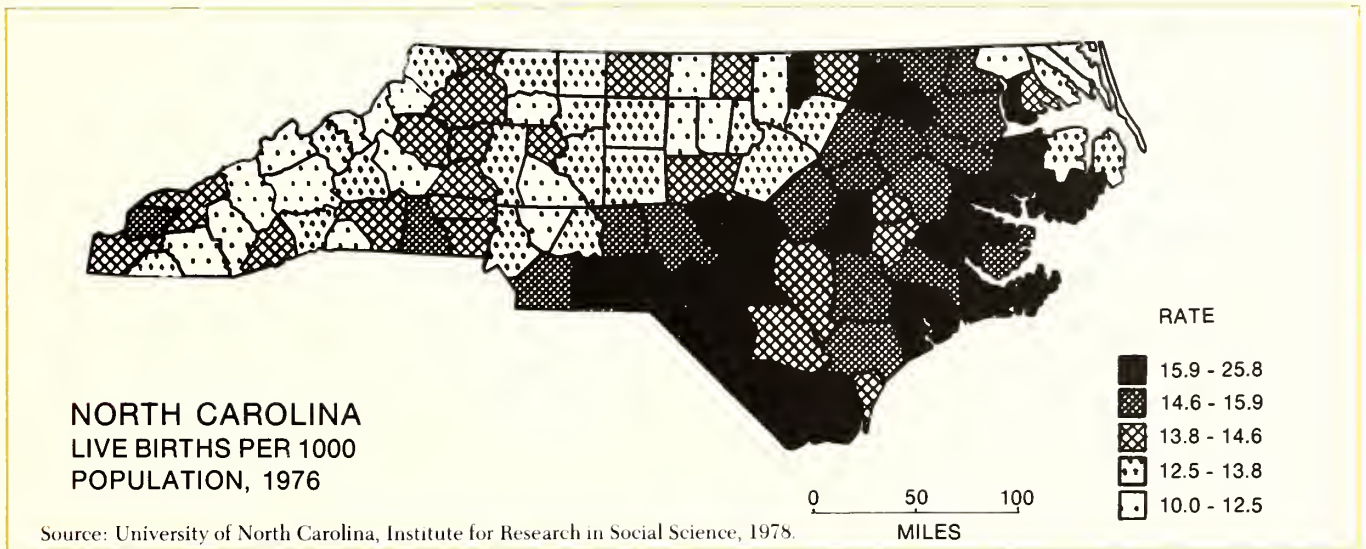 RATE
15.9 - 25.8
14.6 - 15.9
13.8 - 14.6
12.5 - 13.8
10.0 - 12.5
NORTH CAROLINA
LIVE BIRTHS PER 1000
POPULATION, 1976
0 50 100
MILES
Source: University of North Carolina, Institute for Research in Social Science, 1978.